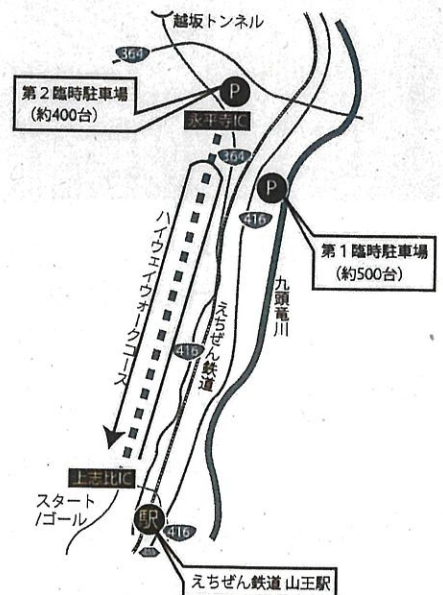 越坂トンネル
364
第2臨時駐車場
(約400台)
P
永平寺IC
364
P
416
第1臨時駐車場
(約500台)
ハイウェイウォークコース
えちぜん鉄道
九頭竜川
416
上志比IC
スタート
/ゴール
駅
416
えちぜん鉄道 山王駅